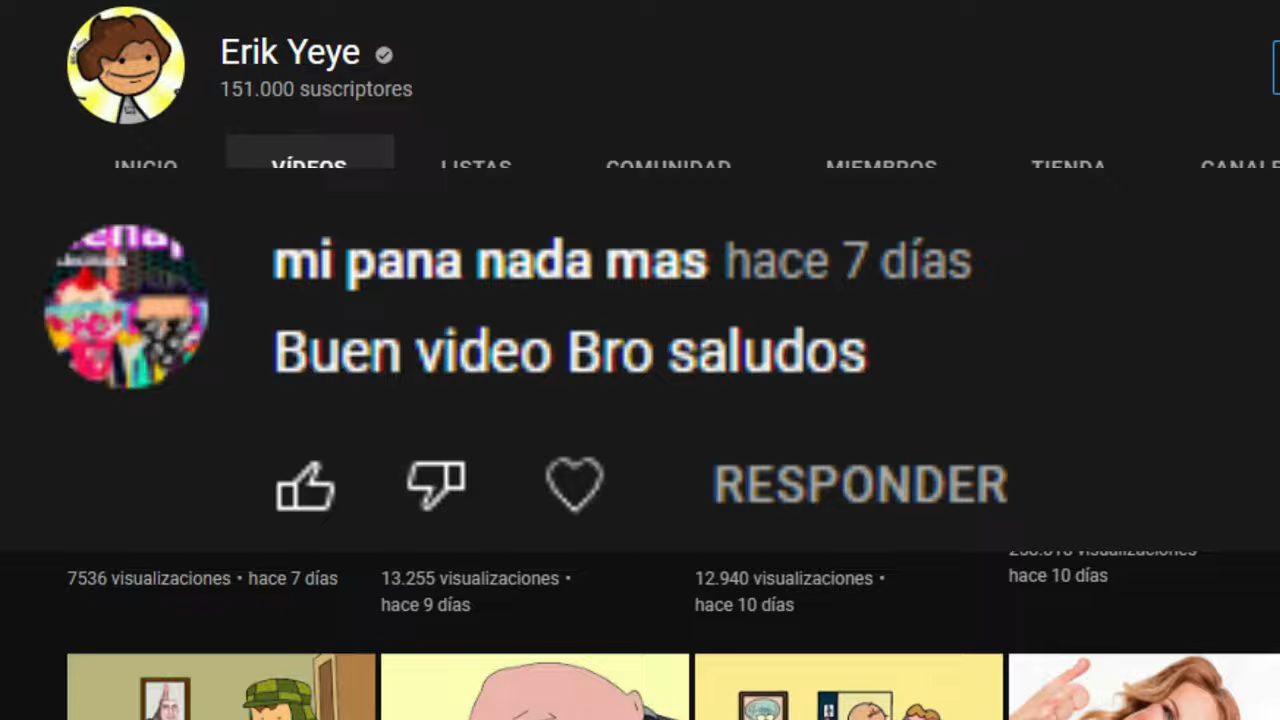 Erik Yeye
151.000 suscriptores
INICIO VÍDEOS LISTAS COMUNIDAD MIEMBROS TIENDA
mi pana nada mas hace 7 días
Buen video Bro saludos
RESPONDER
visualizaciones
7536 visualizaciones • hace 7 días
13.255 visualizaciones •
hace 9 días
12.940 visualizaciones •
hace 10 días
hace 10 días